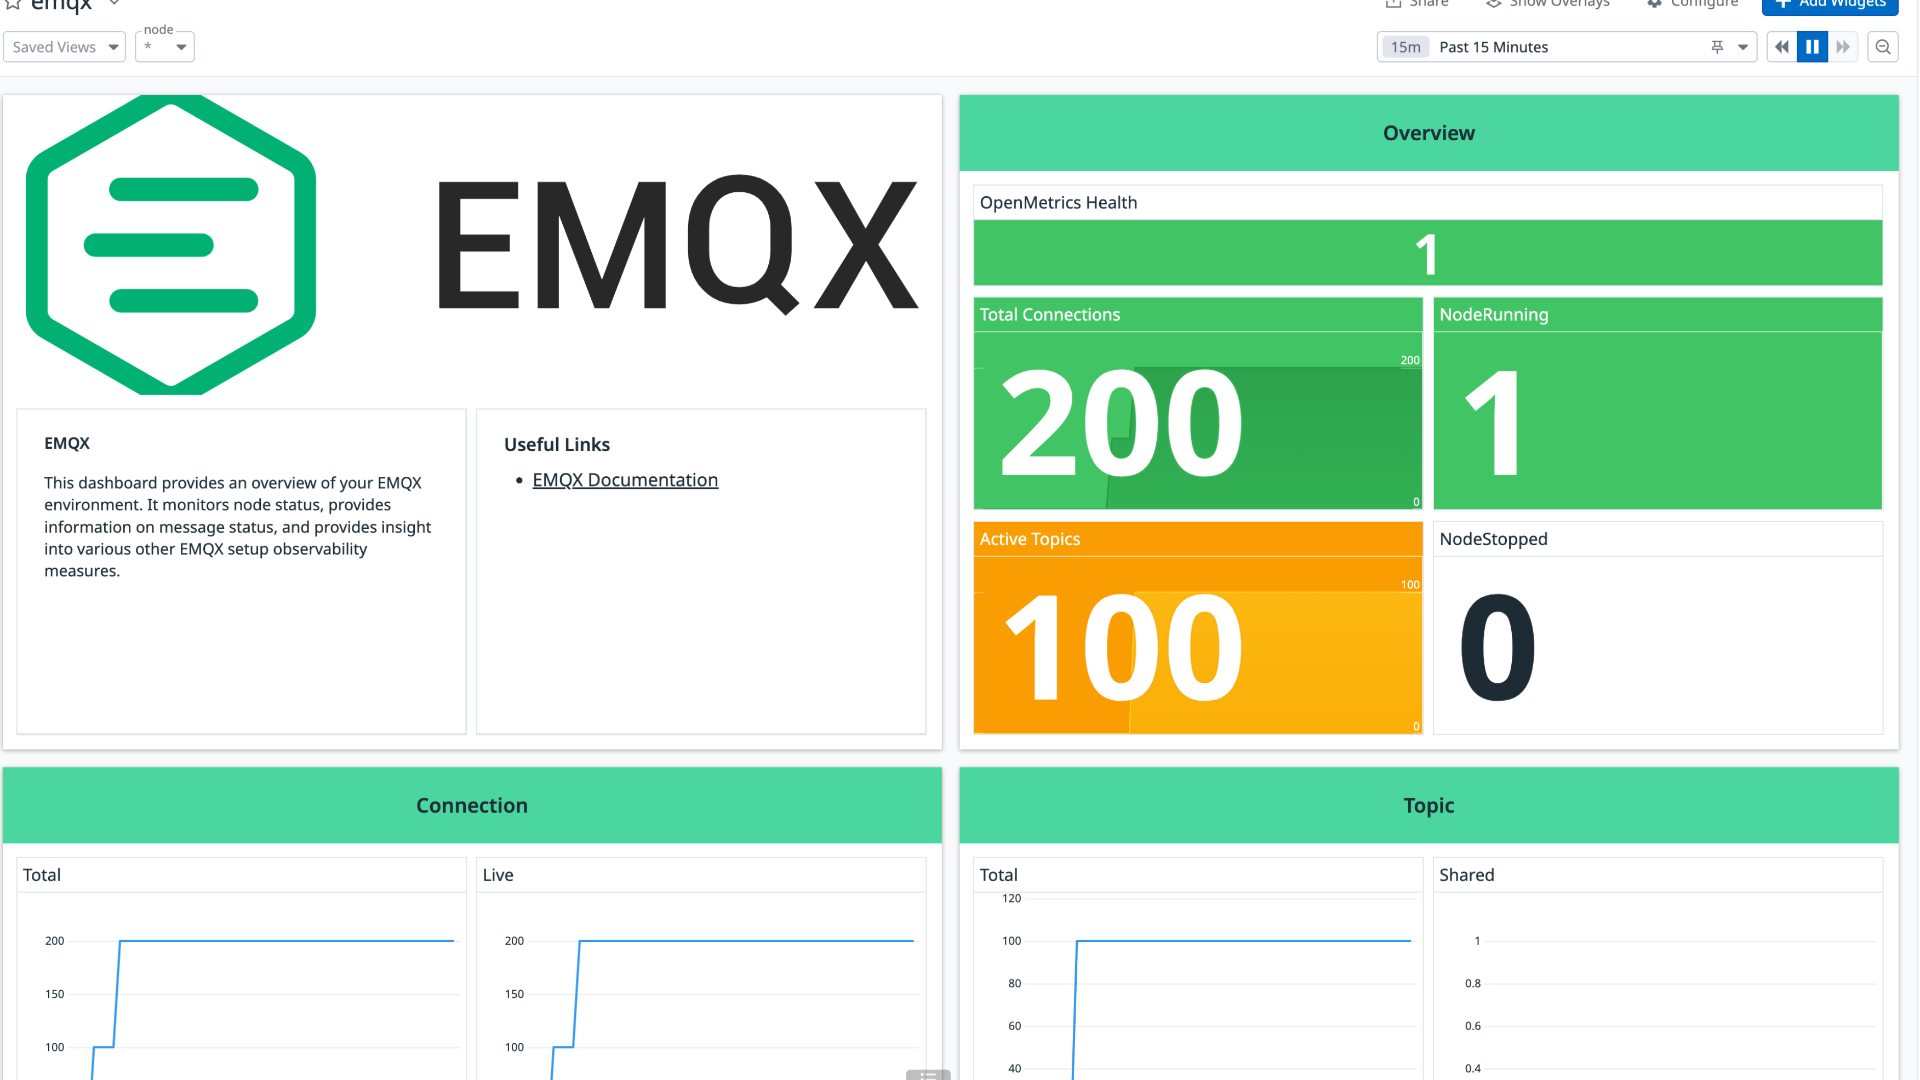 emqx
Share
Show Overlays
Configure
Add Widgets
Saved Views
node
*
15m Past 15 Minutes
EMQX
EMQX
This dashboard provides an overview of your EMQX
environment. It monitors node status, provides
information on message status, and provides insight
into various other EMQX setup observability
measures.
Useful Links
• EMQX Documentation
Overview
OpenMetrics Health
1
Total Connections
200
200
0
NodeRunning
1
Active Topics
100
100
0
NodeStopped
0
Connection
Total
200
150
100
Live
200
150
100
Topic
Total
120
100
80
60
40
Shared
1
0.8
0.6
0.4